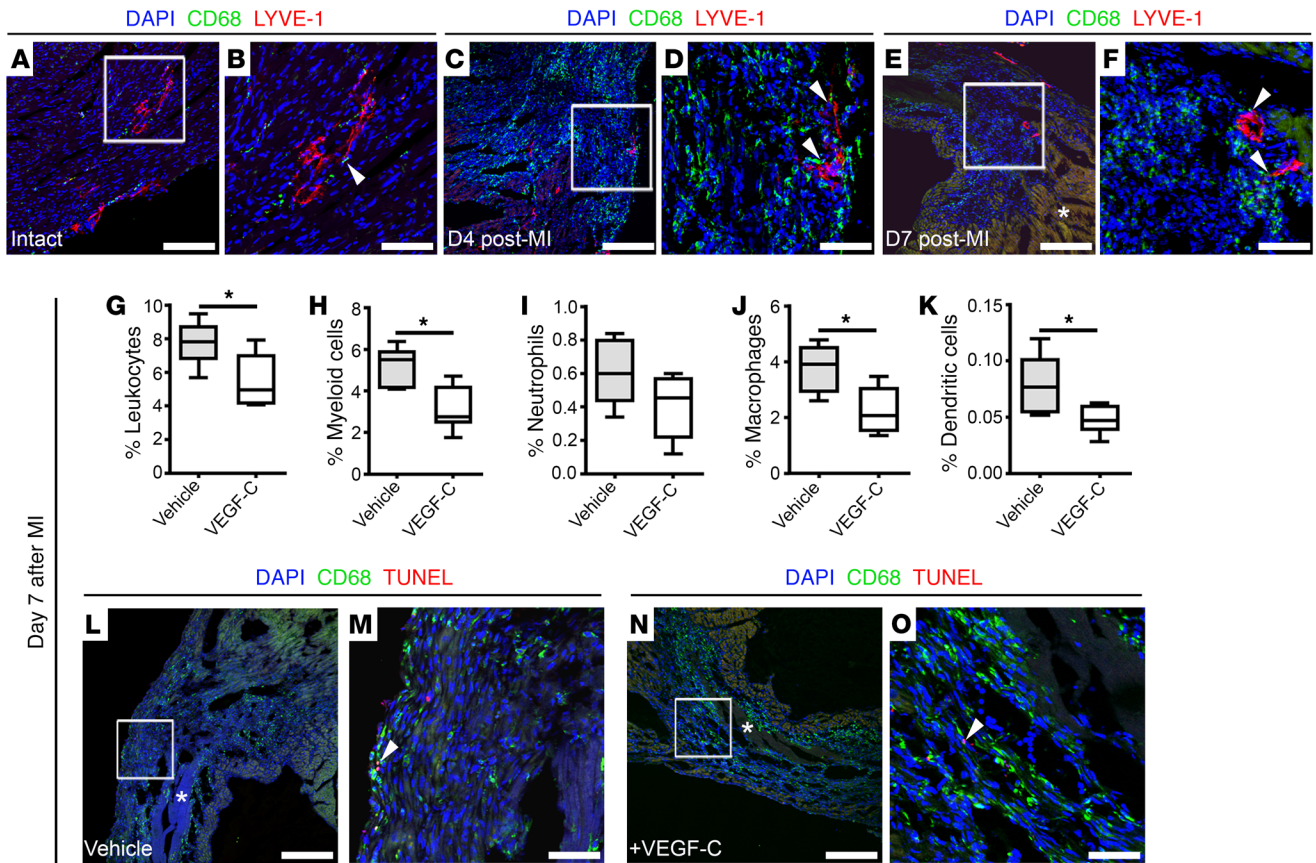 DAPI CD68 LYVE-1
DAPI CD68 LYVE-1
DAPI CD68 LYVE-1
A
B
C
D
E
F
Intact
D4 post-MI
D7 post-MI
*
Day 7 after MI
G
% Leukocytes
10
8
6
4
2
0
*
Vehicle
VEGF-C
H
% Myeloid cells
8
6
4
2
0
*
Vehicle
VEGF-C
I
% Neutrophils
1.0
0.8
0.6
0.4
0.2
0.0
Vehicle
VEGF-C
J
% Macrophages
6
4
2
0
*
Vehicle
VEGF-C
K
% Dendritic cells
0.15
0.10
0.05
0.00
*
Vehicle
VEGF-C
DAPI CD68 TUNEL
DAPI CD68 TUNEL
L
M
N
O
*
*
Vehicle
+VEGF-C